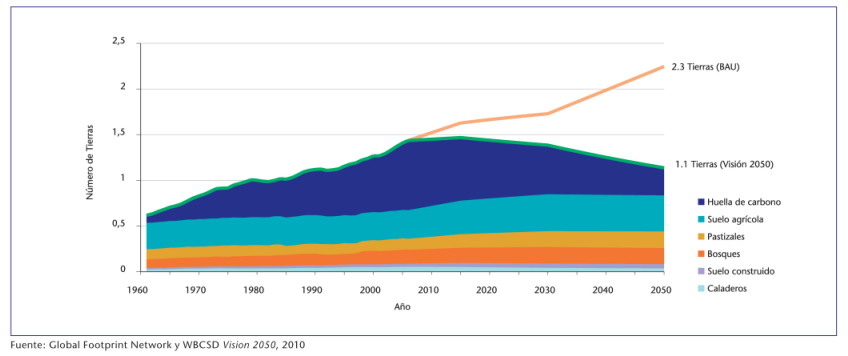 2,5
2
1,5
1
0,5
0
Número de Tierras
1960 1970 1980 1990 2000 2010 2020 2030 2040 2050
Año
2.3 Tierras (BAU)
1.1 Tierras (Visión 2050)
Huella de carbono
Suelo agrícola
Pastizales
Bosques
Suelo construido
Caladeros
Fuente: Global Footprint Network y WBCSD Vision 2050, 2010